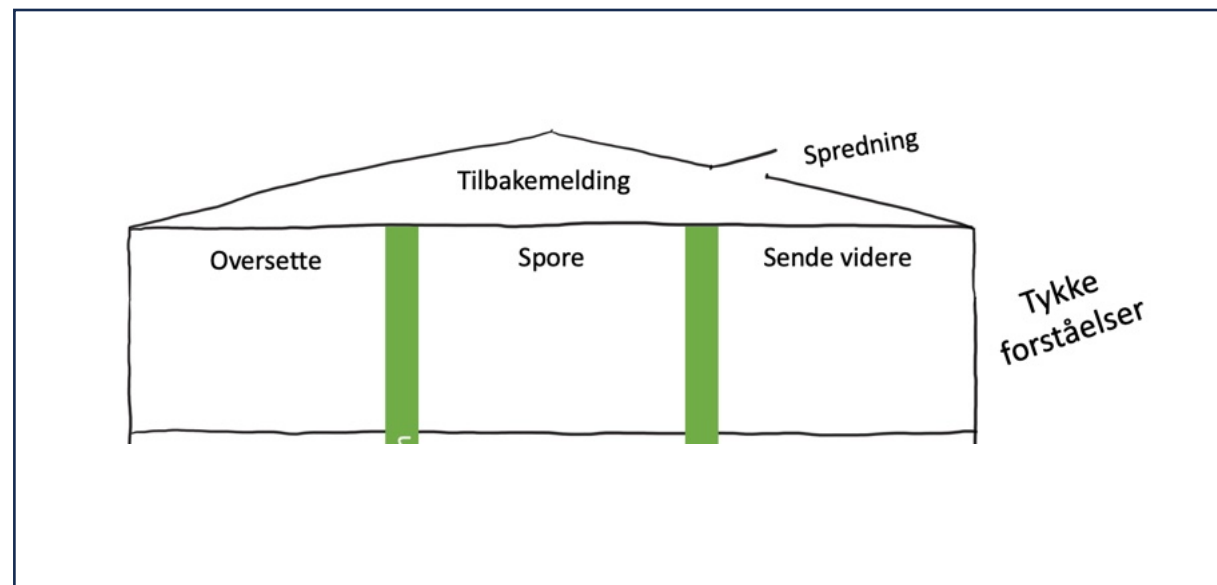 Spredning
Tilbakemelding
Oversette
Spore
Sende videre
Tykke
forståelser